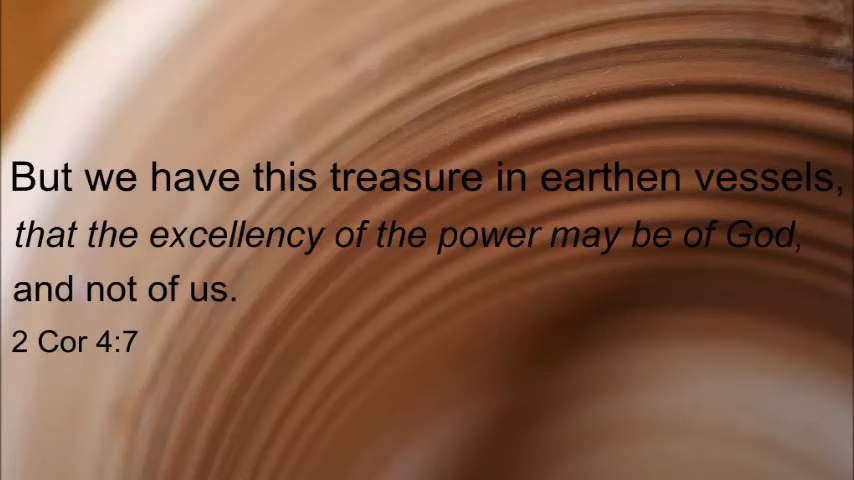 But we have this treasure in earthen vessels,
that the excellency of the power may be of God,
and not of us.
2 Cor 4:7